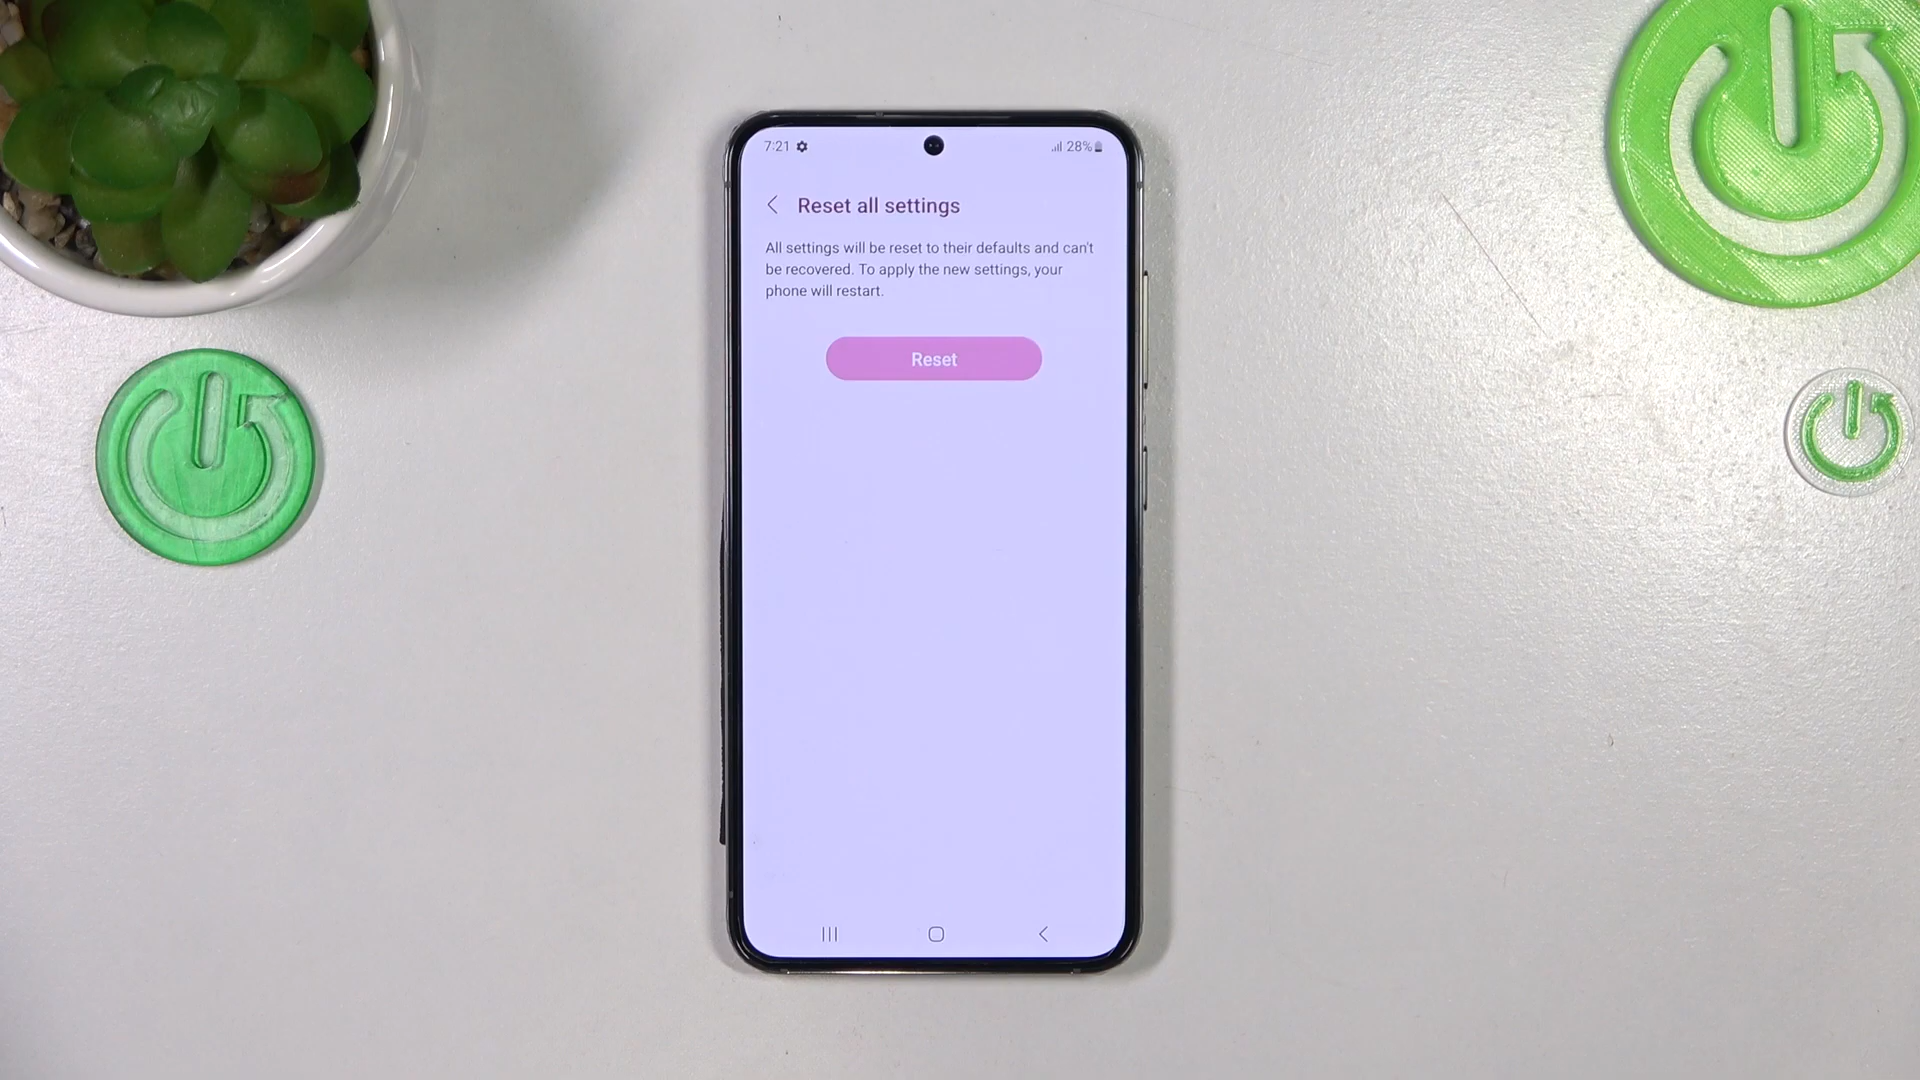 7:21 28%
Reset all settings
All settings will be reset to their defaults and can't
be recovered. To apply the new settings, your
phone will restart.
Reset